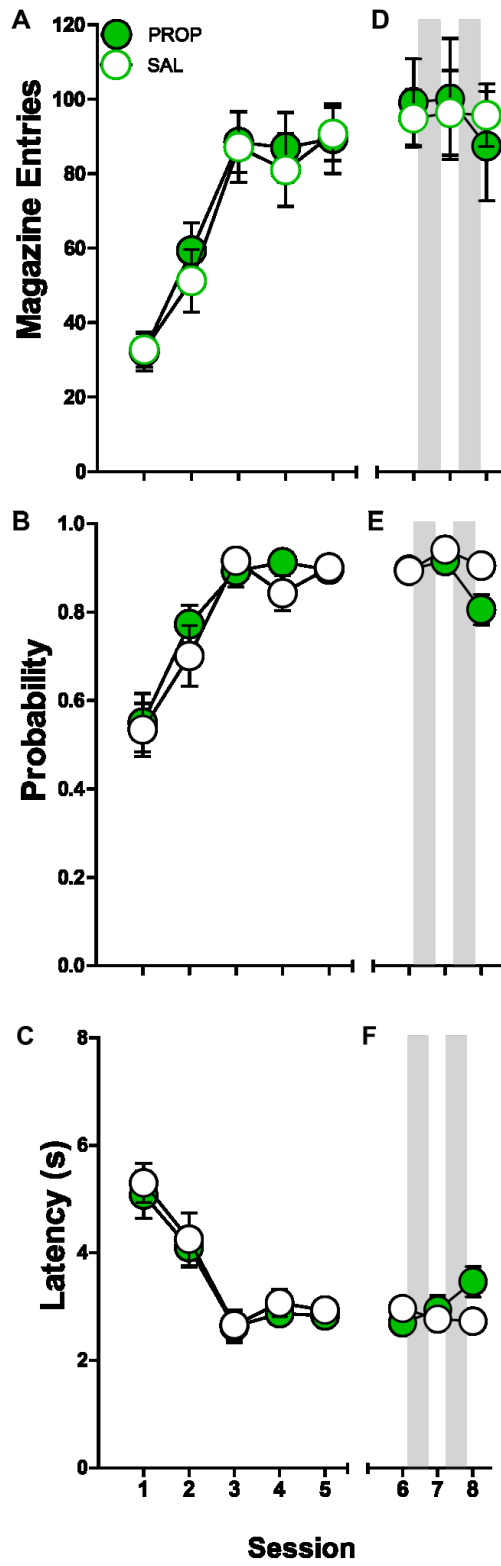 A
D
PROP
SAL
Magazine Entries
120
100
80
60
40
20
0
B
E
Probability
1.0
0.8
0.6
0.4
0.2
0.0
C
F
Latency (s)
8
6
4
2
0
1 2 3 4 5 6 7 8
Session